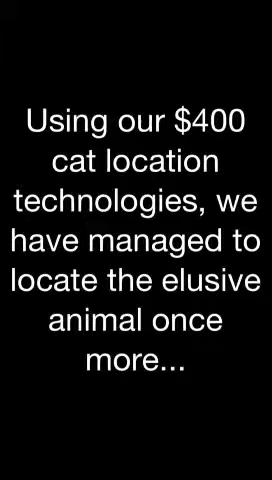 Using our $400
cat location
technologies, we
have managed to
locate the elusive
animal once
more...